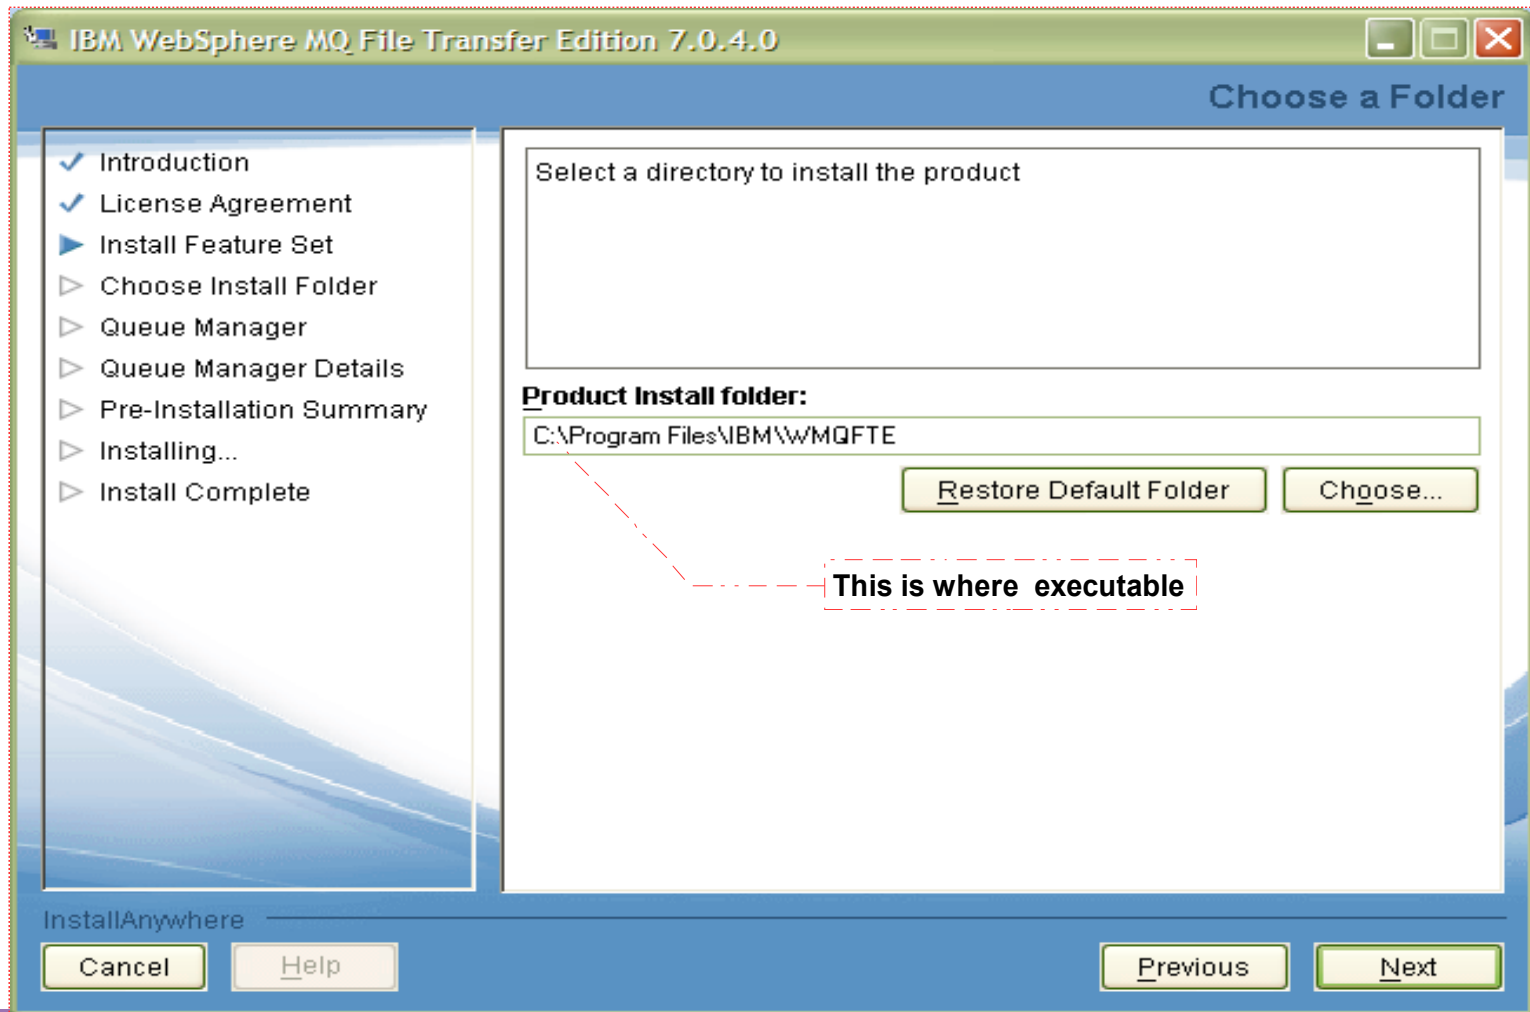 IBM WebSphere MQ File Transfer Edition 7.0.4.0
Choose a Folder
Introduction
License Agreement
Install Feature Set
Choose Install Folder
Queue Manager
Queue Manager Details
Pre-Installation Summary
Installing...
Install Complete
Select a directory to install the product
Product Install folder:
C:\Program Files\IBM\WMQFTE
Restore Default Folder
Choose...
This is where  executable
InstallAnywhere
Cancel
Help
Previous
Next